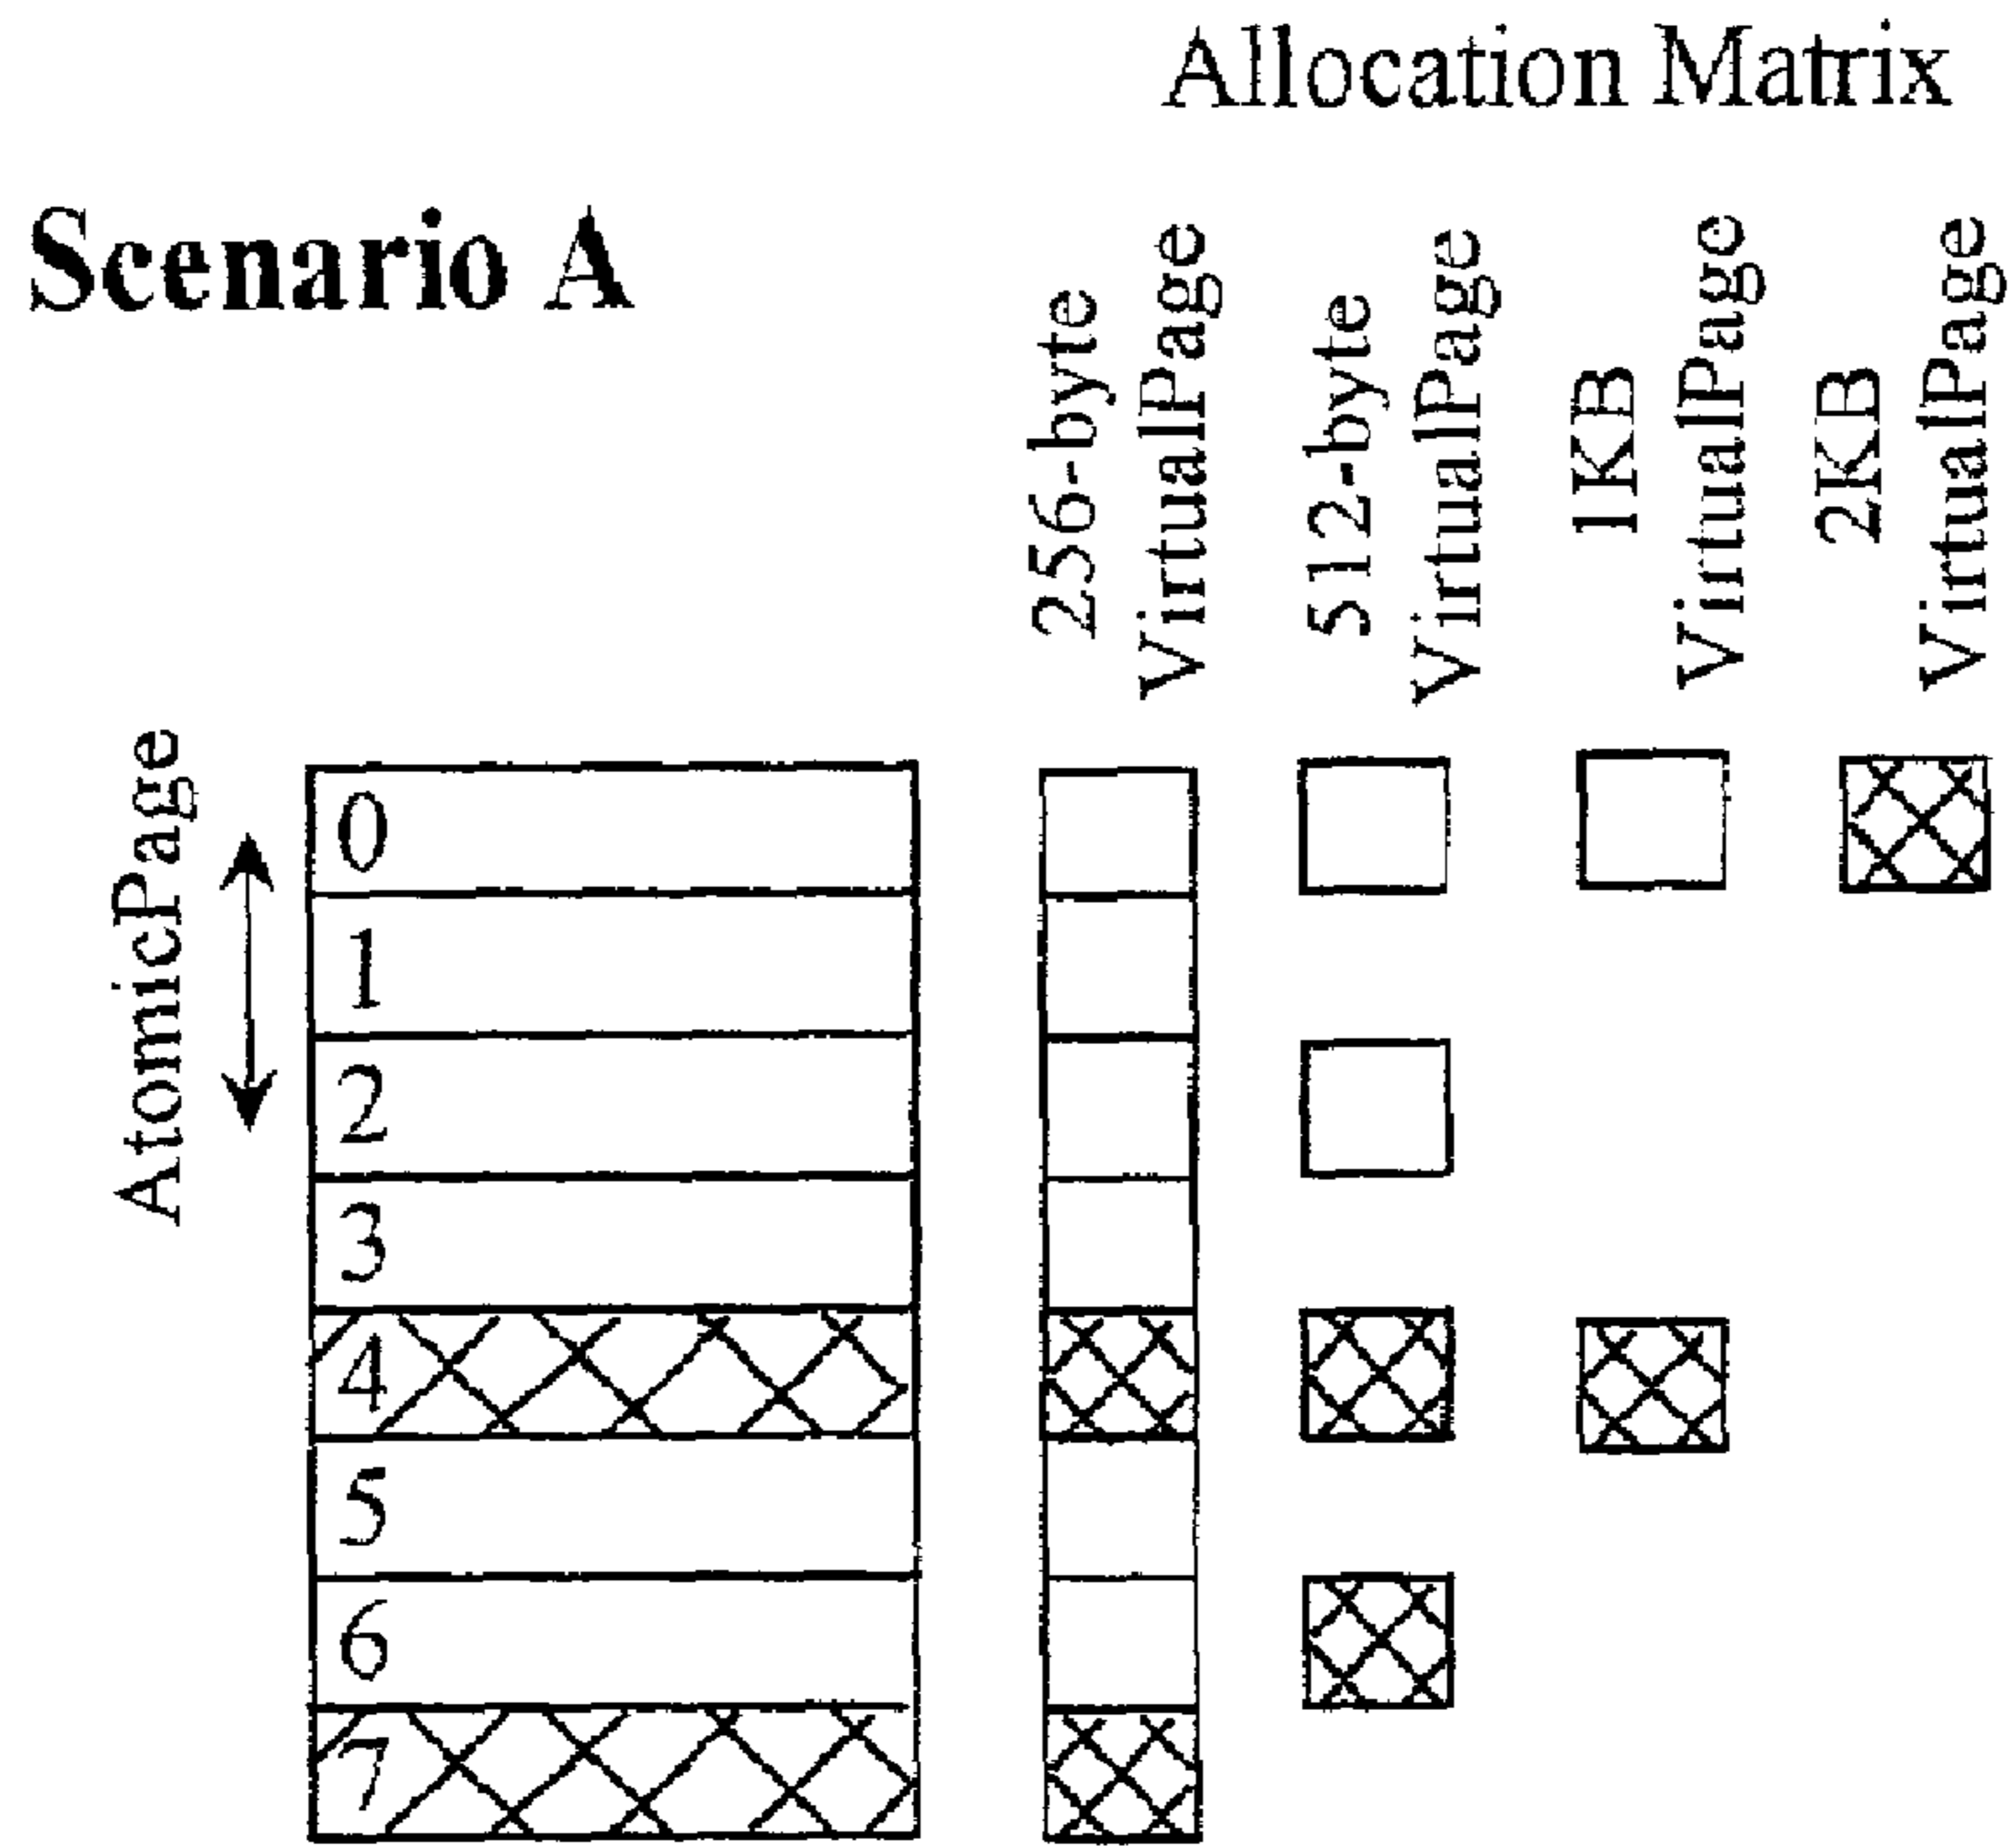 Allocation Matrix
Scenario A
256-byte
VirtualPage
512-byte
VirtualPage
1KB
VirtualPage
2KB
VirtualPage
AtomicPage
0
1
2
3
4
5
6
7